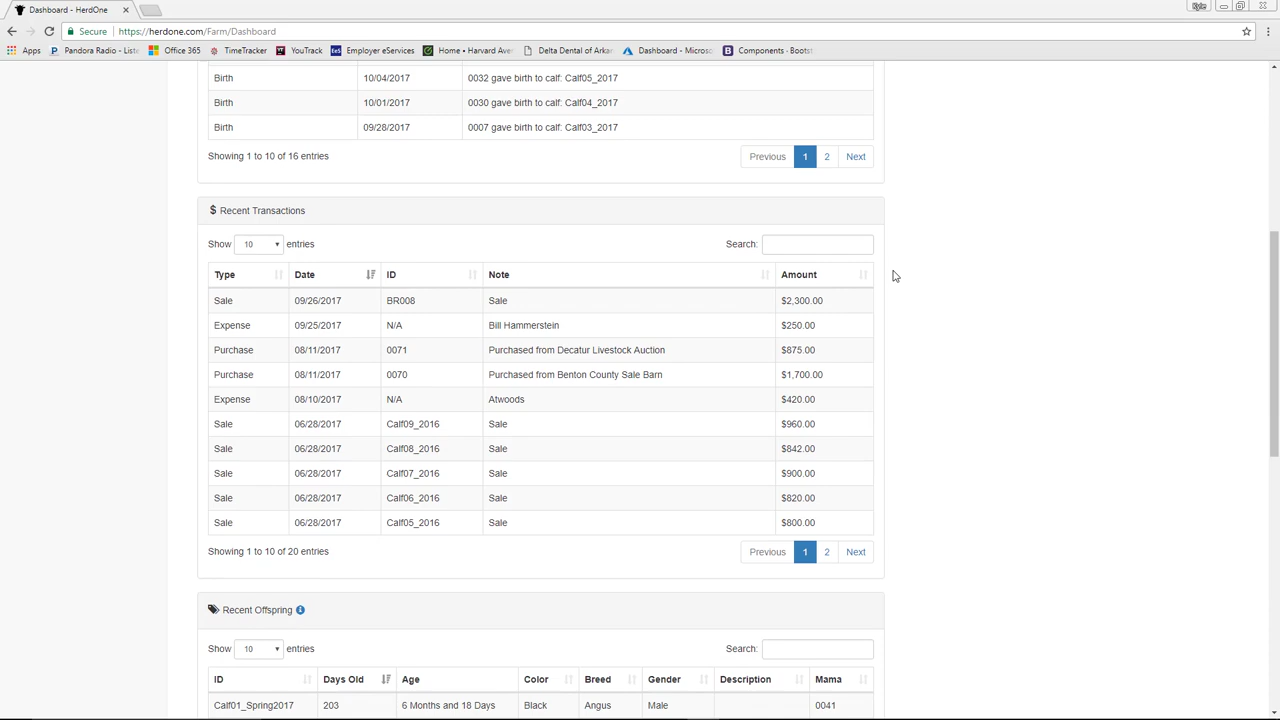 Dashboard - HerdOne
Kyle
Secure | https://herdone.com/Farm/Dashboard
Apps Pandora Radio - Liste Office 365 TimeTracker YouTrack EeS Employer eServices Home • Harvard Ave Delta Dental of Arkan Dashboard - Micros Components · Bootst
Birth 10/04/2017 0032 gave birth to calf: Calf05_2017
Birth 10/01/2017 0030 gave birth to calf: Calf04_2017
Birth 09/28/2017 0007 gave birth to calf: Calf03_2017
Showing 1 to 10 of 16 entries Previous 1 2 Next
$ Recent Transactions
Show 10 entries Search:
Type Date ID Note Amount
Sale 09/26/2017 BR008 Sale $2,300.00
Expense 09/25/2017 N/A Bill Hammerstein $250.00
Purchase 08/11/2017 0071 Purchased from Decatur Livestock Auction $875.00
Purchase 08/11/2017 0070 Purchased from Benton County Sale Barn $1,700.00
Expense 08/10/2017 N/A Atwoods $420.00
Sale 06/28/2017 Calf09_2016 Sale $960.00
Sale 06/28/2017 Calf08_2016 Sale $842.00
Sale 06/28/2017 Calf07_2016 Sale $900.00
Sale 06/28/2017 Calf06_2016 Sale $820.00
Sale 06/28/2017 Calf05_2016 Sale $800.00
Showing 1 to 10 of 20 entries Previous 1 2 Next
Recent Offspring
Show 10 entries Search:
ID Days Old Age Color Breed Gender Description Mama
Calf01_Spring2017 203 6 Months and 18 Days Black Angus Male 0041